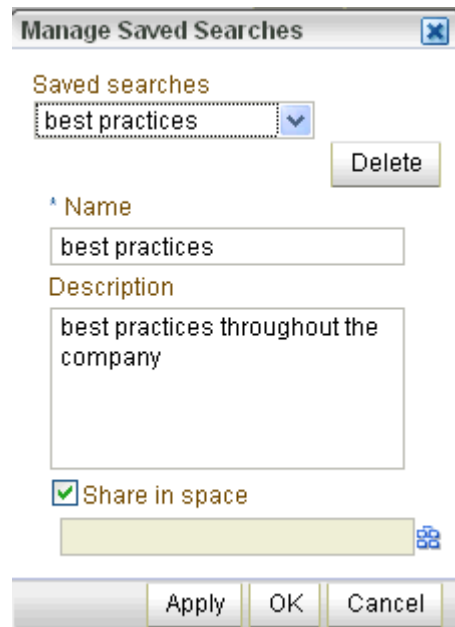 Manage Saved Searches
Saved searches
best practices
Delete
* Name
best practices
Description
best practices throughout the
company
Share in space
Apply OK Cancel